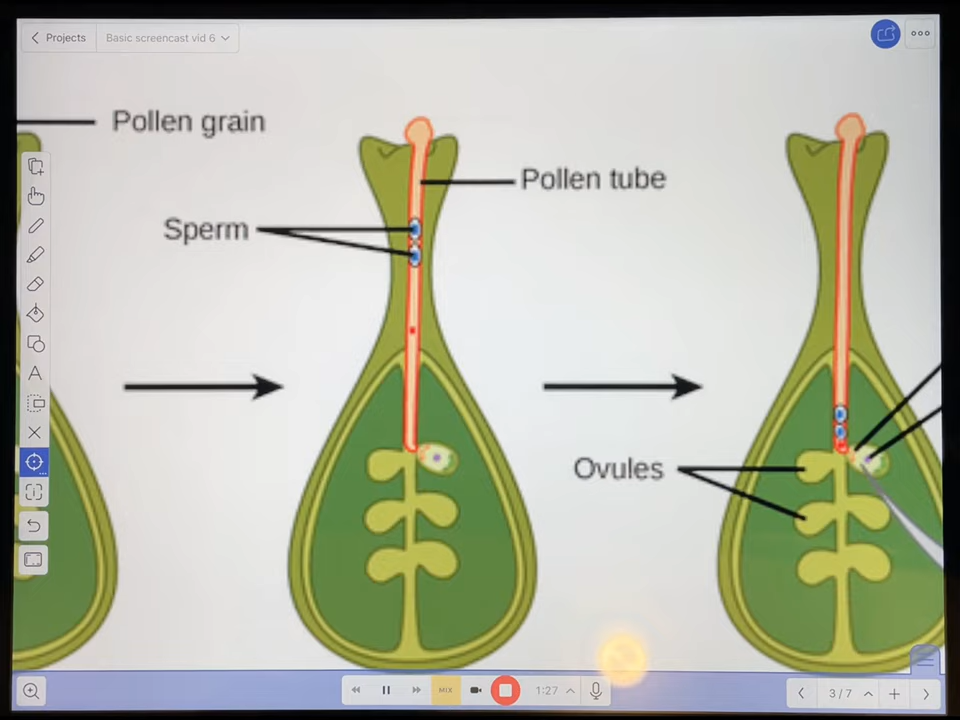 Projects
Basic screencast vid 6
Pollen grain
Pollen tube
Sperm
Ovules
A
MIX
1:27
3/7